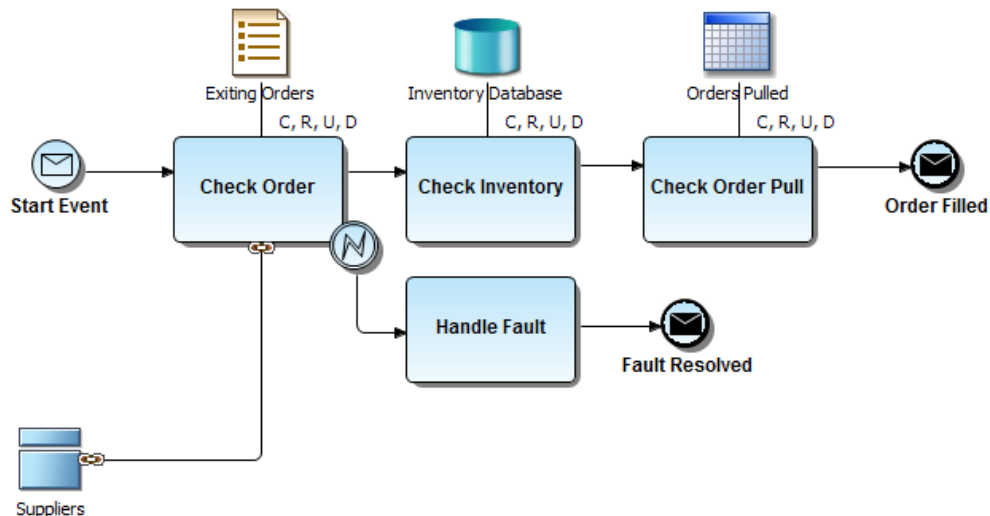 Exiting Orders
Inventory Database
Orders Pulled
C, R, U, D
C, R, U, D
C, R, U, D
Start Event
Check Order
Check Inventory
Check Order Pull
Order Filled
Handle Fault
Fault Resolved
Suppliers